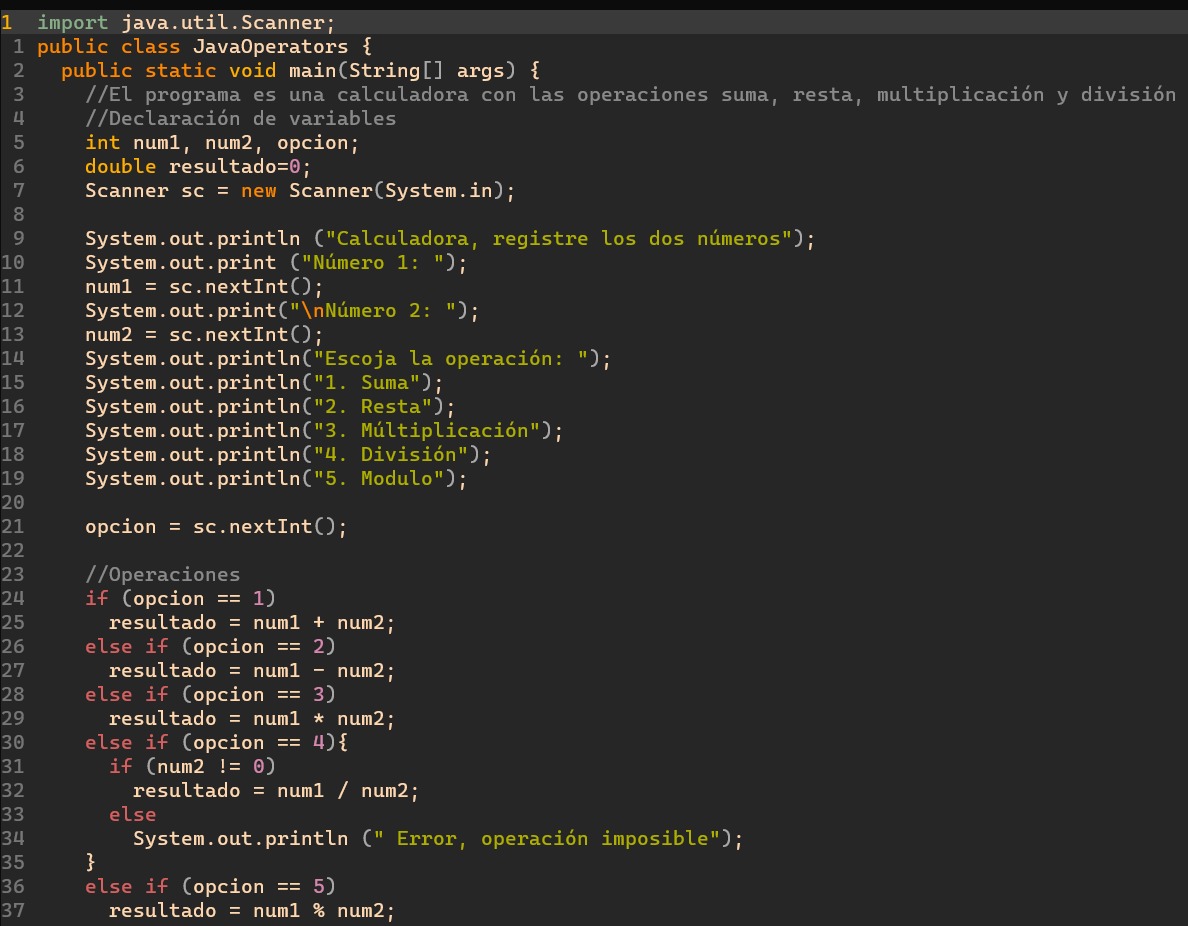 1 import java.util.Scanner;
1 public class JavaOperators {
2 public static void main(String[] args) {
3 //El programa es una calculadora con las operaciones suma, resta, multiplicación y división
4 //Declaración de variables
5 int num1, num2, opcion;
6 double resultado=0;
7 Scanner sc = new Scanner(System.in);
8
9 System.out.println ("Calculadora, registre los dos números");
10 System.out.print ("Número 1: ");
11 num1 = sc.nextInt();
12 System.out.print("\nNúmero 2: ");
13 num2 = sc.nextInt();
14 System.out.println("Escoja la operación: ");
15 System.out.println("1. Suma");
16 System.out.println("2. Resta");
17 System.out.println("3. Múltiplicación");
18 System.out.println("4. División");
19 System.out.println("5. Modulo");
20
21 opcion = sc.nextInt();
22
23 //Operaciones
24 if (opcion == 1)
25 resultado = num1 + num2;
26 else if (opcion == 2)
27 resultado = num1 - num2;
28 else if (opcion == 3)
29 resultado = num1 * num2;
30 else if (opcion == 4){
31 if (num2 != 0)
32 resultado = num1 / num2;
33 else
34 System.out.println (" Error, operación imposible");
35 }
36 else if (opcion == 5)
37 resultado = num1 % num2;